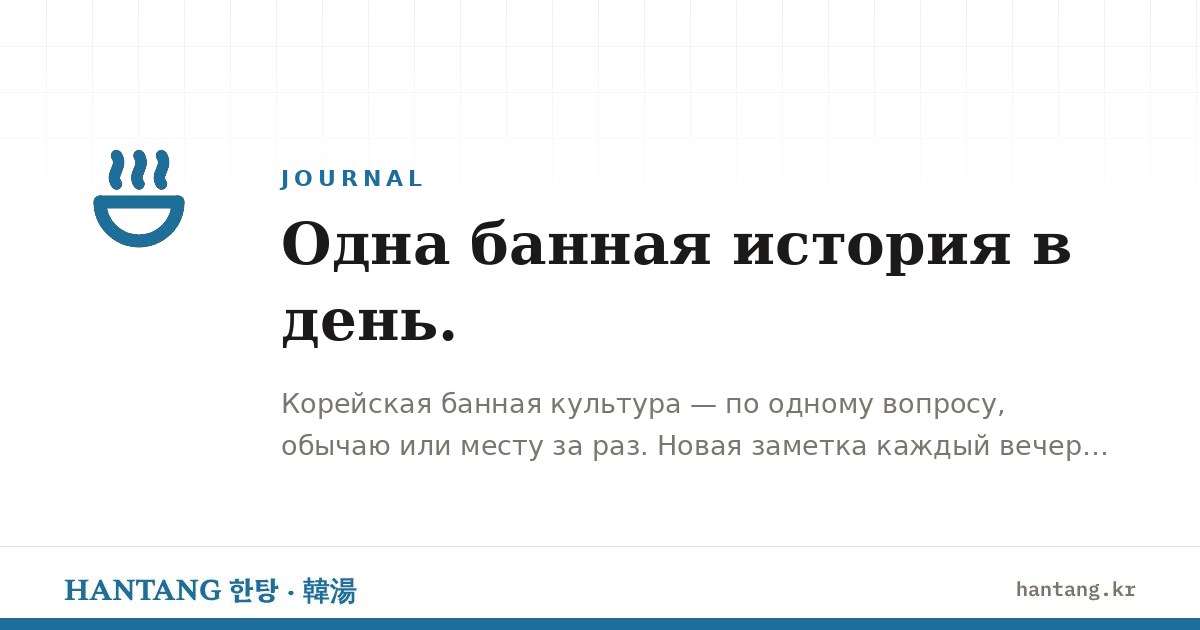 JOURNAL
Одна банная история в
день.
Корейская банная культура — по одному вопросу,
обычаю или месту за раз. Новая заметка каждый вечер…
HANTANG 한탕 · 韓湯
hantang.kr